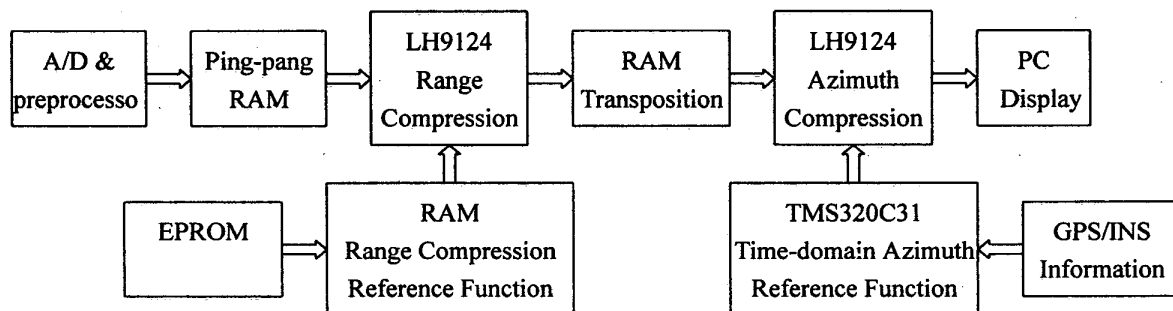 A/D &
preprocesso
Ping-pang
RAM
LH9124
Range
Compression
RAM
Transposition
LH9124
Azimuth
Compression
PC
Display
EPROM
RAM
Range Compression
Reference Function
TMS320C31
Time-domain Azimuth
Reference Function
GPS/INS
Information